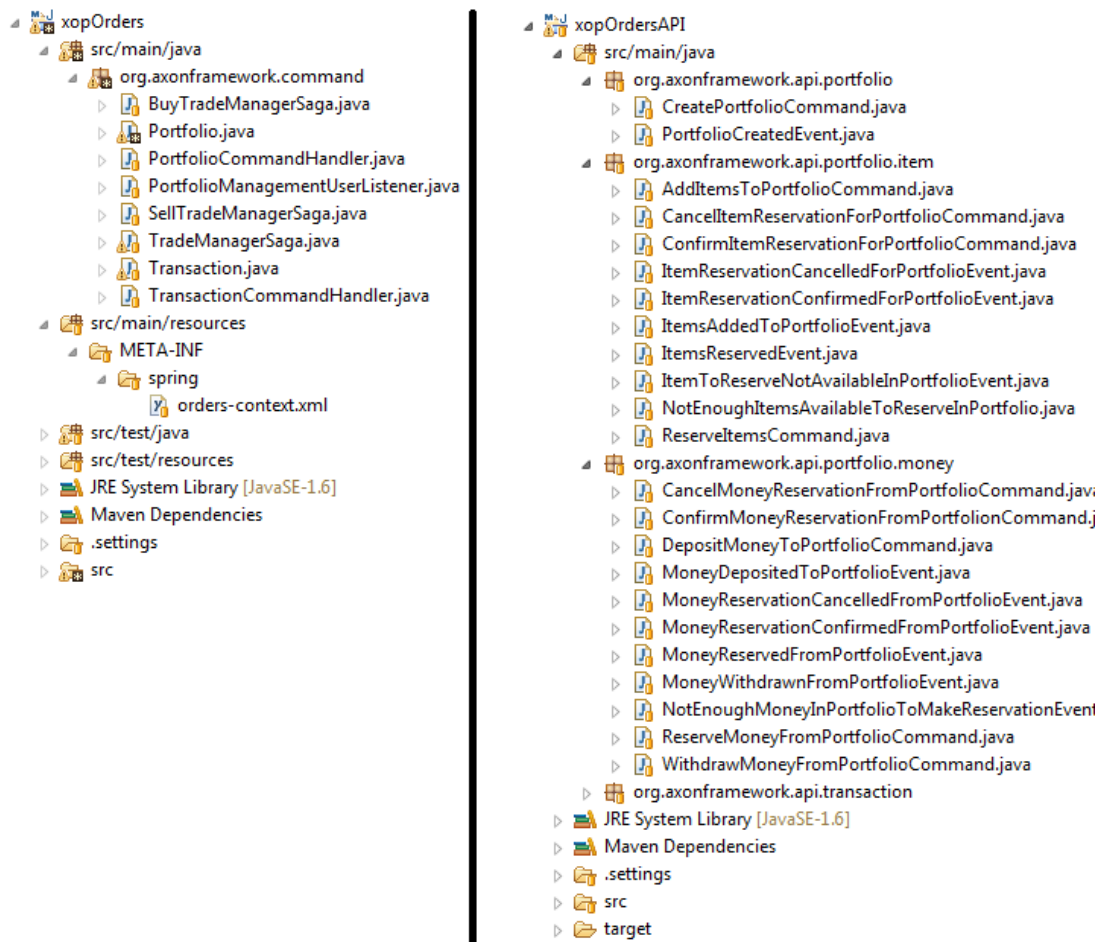 xopOrders
src/main/java
org.axonframework.command
BuyTradeManagerSaga.java
Portfolio.java
PortfolioCommandHandler.java
PortfolioManagementUserListener.java
SellTradeManagerSaga.java
TradeManagerSaga.java
Transaction.java
TransactionCommandHandler.java
src/main/resources
META-INF
spring
orders-context.xml
src/test/java
src/test/resources
JRE System Library [JavaSE-1.6]
Maven Dependencies
.settings
src
xopOrdersAPI
src/main/java
org.axonframework.api.portfolio
CreatePortfolioCommand.java
PortfolioCreatedEvent.java
org.axonframework.api.portfolio.item
AddItemsToPortfolioCommand.java
CancelItemReservationForPortfolioCommand.java
ConfirmItemReservationForPortfolioCommand.java
ItemReservationCancelledForPortfolioEvent.java
ItemReservationConfirmedForPortfolioEvent.java
ItemsAddedToPortfolioEvent.java
ItemsReservedEvent.java
ItemToReserveNotAvailableInPortfolioEvent.java
NotEnoughItemsAvailableToReserveInPortfolio.java
ReserveItemsCommand.java
org.axonframework.api.portfolio.money
CancelMoneyReservationFromPortfolioCommand.java
ConfirmMoneyReservationFromPortfolionCommand.j
DepositMoneyToPortfolioCommand.java
MoneyDepositedToPortfolioEvent.java
MoneyReservationCancelledFromPortfolioEvent.java
MoneyReservationConfirmedFromPortfolioEvent.java
MoneyReservedFromPortfolioEvent.java
MoneyWithdrawnFromPortfolioEvent.java
NotEnoughMoneyInPortfolioToMakeReservationEvent
ReserveMoneyFromPortfolioCommand.java
WithdrawMoneyFromPortfolioCommand.java
org.axonframework.api.transaction
JRE System Library [JavaSE-1.6]
Maven Dependencies
.settings
src
target